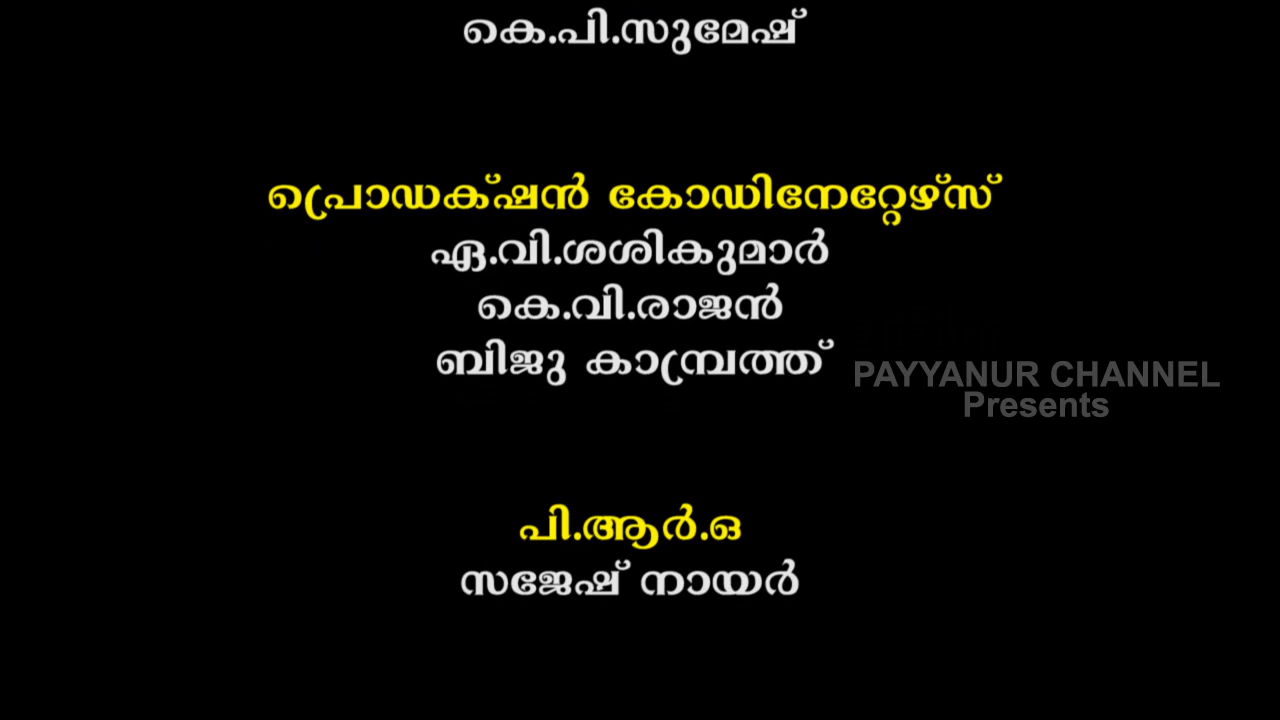 കെ.പി.സുമേഷ്
പ്രൊഡക്ഷൻ കോഡിനേറ്റേഴ്സ്
ഏ.വി.ശശികുമാർ
കെ.വി.രാജൻ
ബിജു കാമ്പ്രത്ത്
PAYYANUR CHANNEL
Presents
പി.ആർ.ഒ
സജേഷ് നായർ